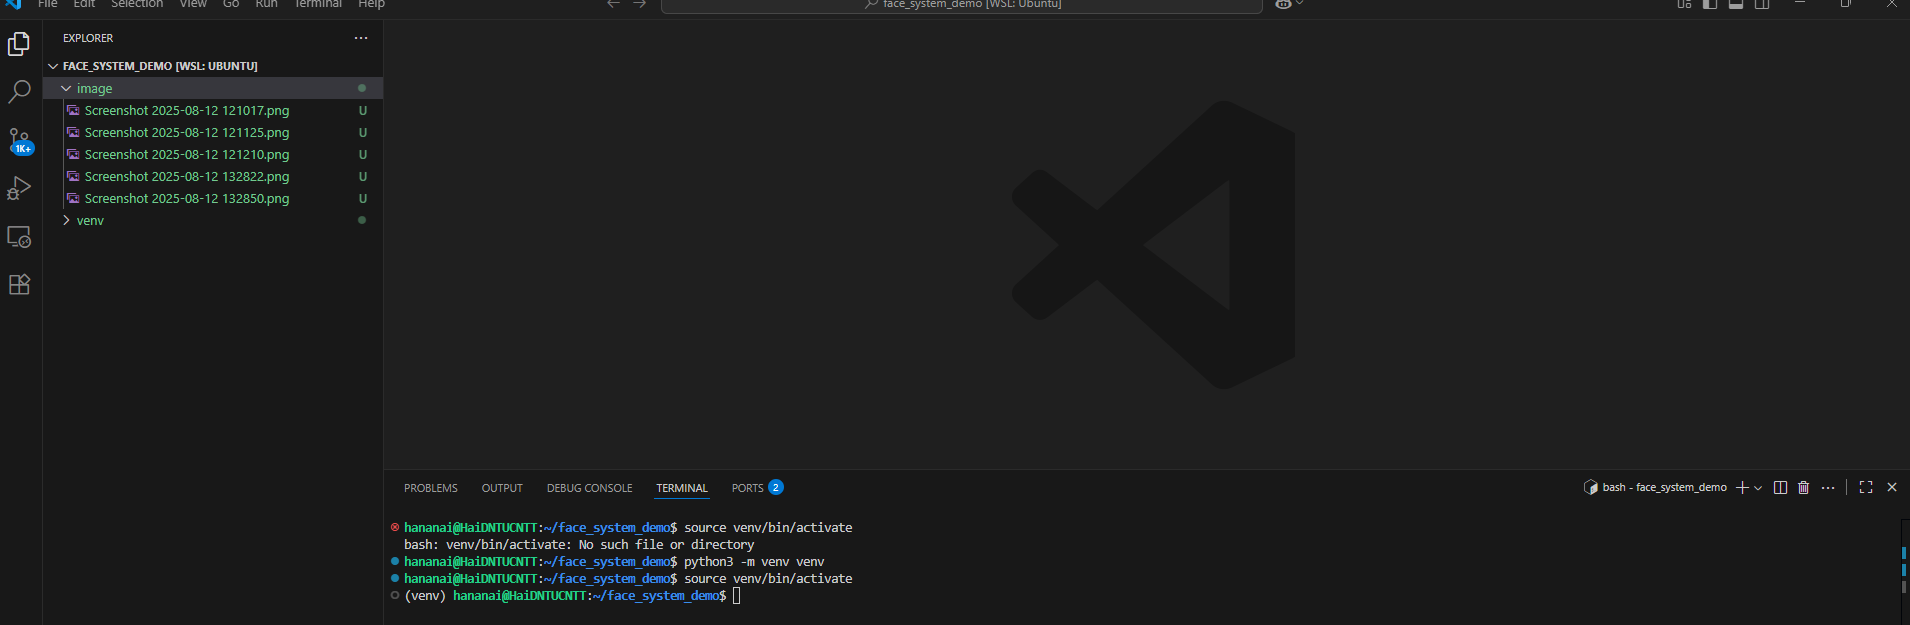 File Edit Selection View Go Run Terminal Help
face_system_demo [WSL: Ubuntu]
EXPLORER
FACE_SYSTEM_DEMO [WSL: UBUNTU]
image
Screenshot 2025-08-12 121017.png U
Screenshot 2025-08-12 121125.png U
Screenshot 2025-08-12 121210.png U
Screenshot 2025-08-12 132822.png U
Screenshot 2025-08-12 132850.png U
venv
1K+
PROBLEMS OUTPUT DEBUG CONSOLE TERMINAL PORTS 2
bash - face_system_demo
hananai@HaiDNTUCNTT:~/face_system_demo$ source venv/bin/activate
bash: venv/bin/activate: No such file or directory
hananai@HaiDNTUCNTT:~/face_system_demo$ python3 -m venv venv
hananai@HaiDNTUCNTT:~/face_system_demo$ source venv/bin/activate
(venv) hananai@HaiDNTUCNTT:~/face_system_demo$